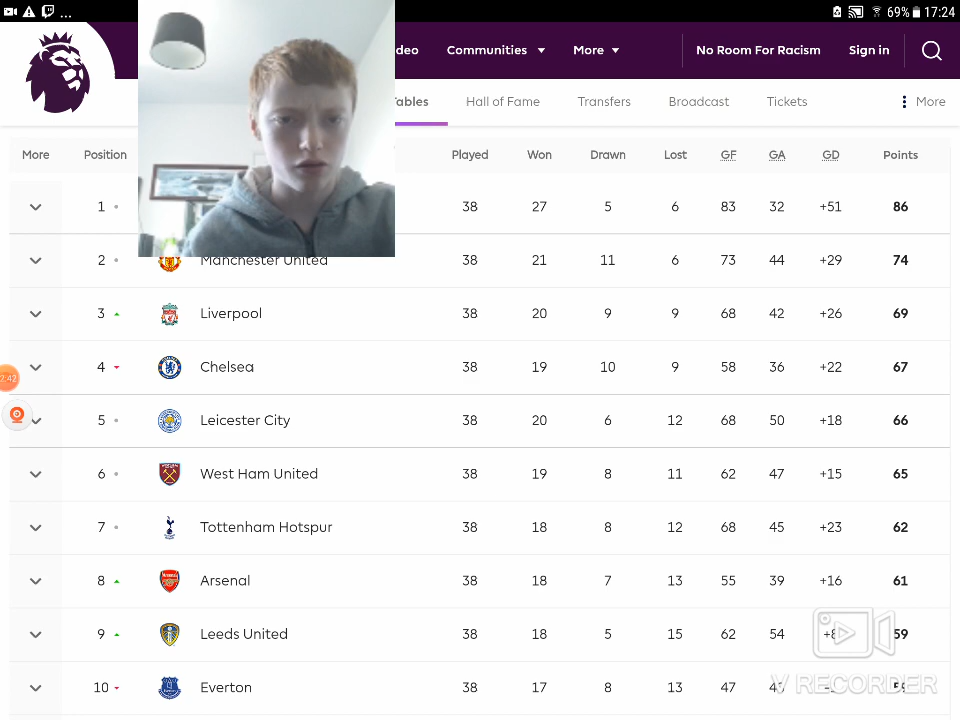 ... 69% 17:24
deo Communities More No Room For Racism Sign in
Tables Hall of Fame Transfers Broadcast Tickets More
More Position Played Won Drawn Lost GF GA GD Points
1 38 27 5 6 83 32 +51 86
2 Manchester United 38 21 11 6 73 44 +29 74
3 Liverpool 38 20 9 9 68 42 +26 69
4 Chelsea 38 19 10 9 58 36 +22 67
2:42
5 Leicester City 38 20 6 12 68 50 +18 66
6 West Ham United 38 19 8 11 62 47 +15 65
7 Tottenham Hotspur 38 18 8 12 68 45 +23 62
8 Arsenal 38 18 7 13 55 39 +16 61
9 Leeds United 38 18 5 15 62 54 +8 59
10 Everton 38 17 8 13 47
V RECORDER